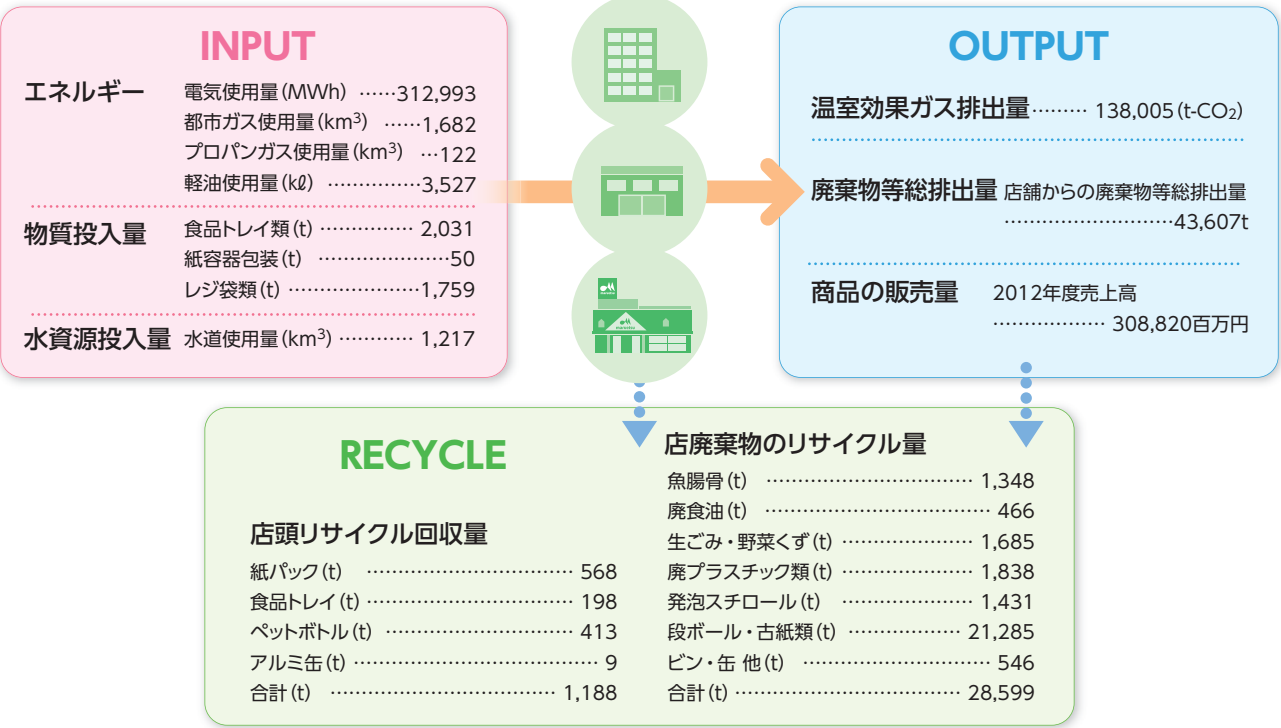 INPUT
エネルギー 電気使用量(MWh) ……312,993
都市ガス使用量(km³) ……1,682
プロパンガス使用量(km³) …122
軽油使用量(kℓ) ……………3,527
物質投入量 食品トレイ類(t) …………… 2,031
紙容器包装(t) …………………50
レジ袋類(t) …………………1,759
水資源投入量 水道使用量(km³) ………… 1,217
OUTPUT
温室効果ガス排出量……… 138,005(t-CO₂)
廃棄物等総排出量 店舗からの廃棄物等総排出量
………………………43,607t
商品の販売量 2012年度売上高
……………… 308,820百万円
RECYCLE
店頭リサイクル回収量
紙パック(t) …………………………… 568
食品トレイ(t) …………………………… 198
ペットボトル(t) ………………………… 413
アルミ缶(t) ………………………………… 9
合計(t) ……………………………… 1,188
店廃棄物のリサイクル量
魚腸骨(t) …………………………… 1,348
廃食油(t) ……………………………… 466
生ごみ・野菜くず(t) ………………… 1,685
廃プラスチック類(t) ………………… 1,838
発泡スチロール(t) ………………… 1,431
段ボール・古紙類(t) ……………… 21,285
ビン・缶 他(t) ………………………… 546
合計(t) ……………………………… 28,599